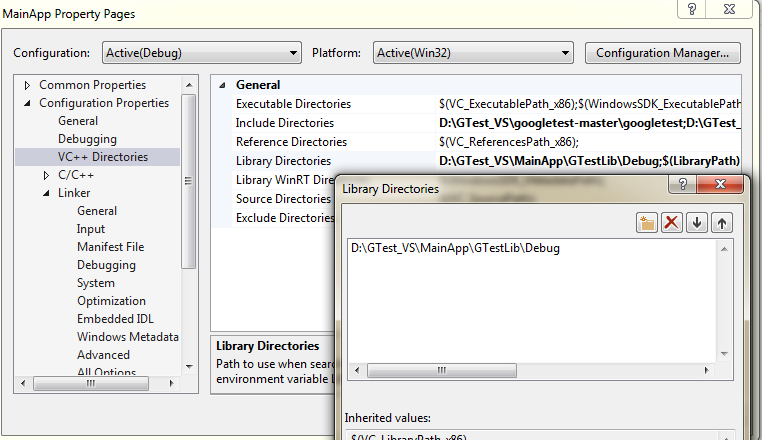 MainApp Property Pages
Configuration: Active(Debug) Platform: Active(Win32) Configuration Manager...
Common Properties
Configuration Properties
General
Debugging
VC++ Directories
C/C++
Linker
General
Input
Manifest File
Debugging
System
Optimization
Embedded IDL
Windows Metadata
Advanced
All Options
General
Executable Directories $(VC_ExecutablePath_x86);$(WindowsSDK_ExecutablePath
Include Directories D:\GTest_VS\googletest-master\googletest;D:\GTest_
Reference Directories $(VC_ReferencesPath_x86);
Library Directories D:\GTest_VS\MainApp\GTestLib\Debug;$(LibraryPath)
Library WinRT Dire
Source Directories
Exclude Directories
Library Directories
Path to use when searc
environment variable L
Library Directories
D:\GTest_VS\MainApp\GTestLib\Debug
Inherited values:
$(VC_LibraryPath_x86)